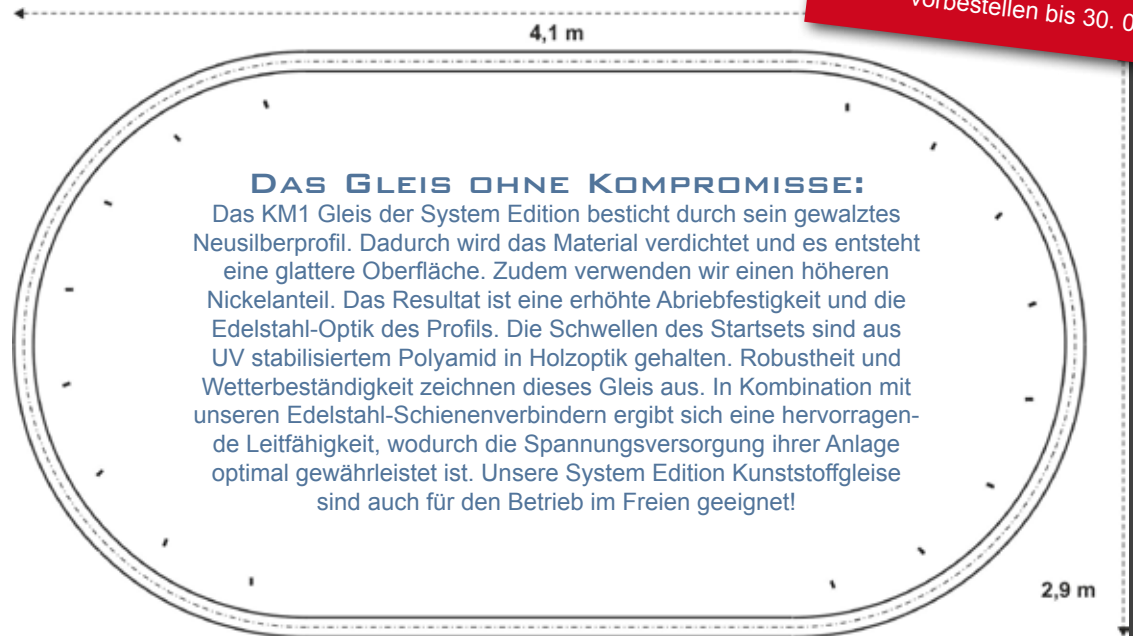 vorbestellen bis 30.
4,1 m
Das Gleis ohne Kompromisse:
Das KM1 Gleis der System Edition besticht durch sein gewalztes
Neusilberprofil. Dadurch wird das Material verdichtet und es entsteht
eine glattere Oberfläche. Zudem verwenden wir einen höheren
Nickelanteil. Das Resultat ist eine erhöhte Abriebfestigkeit und die
Edelstahl-Optik des Profils. Die Schwellen des Startsets sind aus
UV stabilisiertem Polyamid in Holzoptik gehalten. Robustheit und
Wetterbeständigkeit zeichnen dieses Gleis aus. In Kombination mit
unseren Edelstahl-Schienenverbindern ergibt sich eine hervorragen-
de Leitfähigkeit, wodurch die Spannungsversorgung ihrer Anlage
optimal gewährleistet ist. Unsere System Edition Kunststoffgleise
sind auch für den Betrieb im Freien geeignet!
2,9 m